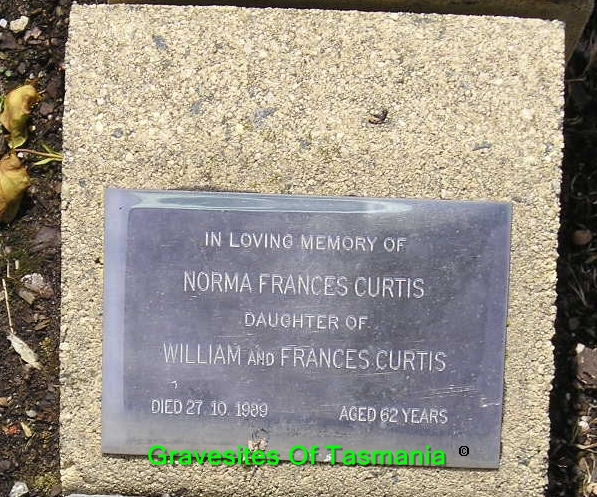 IN LOVING MEMORY OF
NORMA FRANCES CURTIS
DAUGHTER OF
WILLIAM AND FRANCES CURTIS
DIED 27. 10. 1989 AGED 62 YEARS
Gravesites Of Tasmania ©